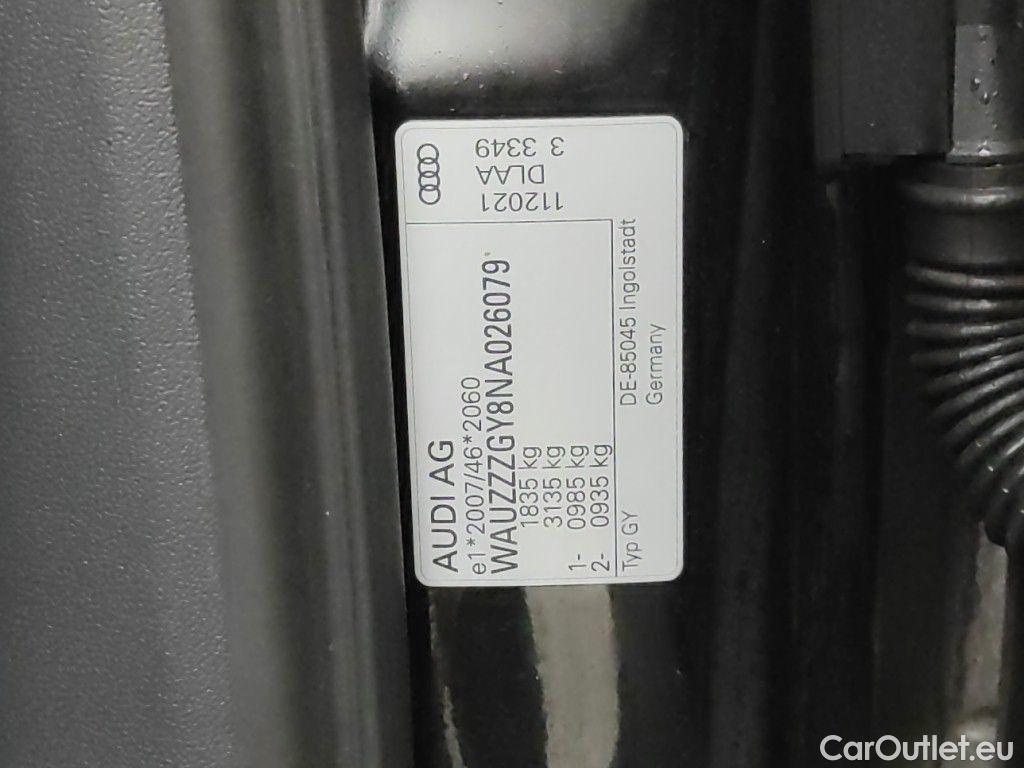 AUDI AG
e1*2007/46*2060
WAUZZZGY8NA026079
1835 kg
3135 kg
1- 0985 kg
2- 0935 kg
Typ GY
DE-85045 Ingolstadt
Germany
112021
DLAA
3 3349
CarOutlet.eu